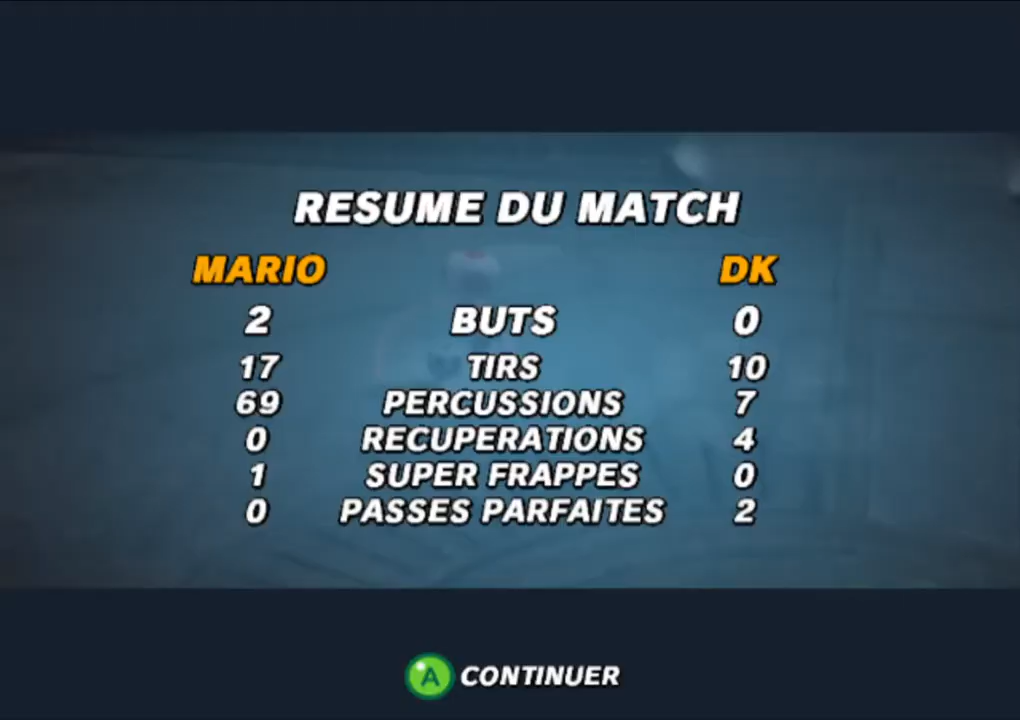 RESUME DU MATCH
MARIO DK
2 BUTS 0
17 TIRS 10
69 PERCUSSIONS 7
0 RECUPERATIONS 4
1 SUPER FRAPPES 0
0 PASSES PARFAITES 2
A CONTINUER